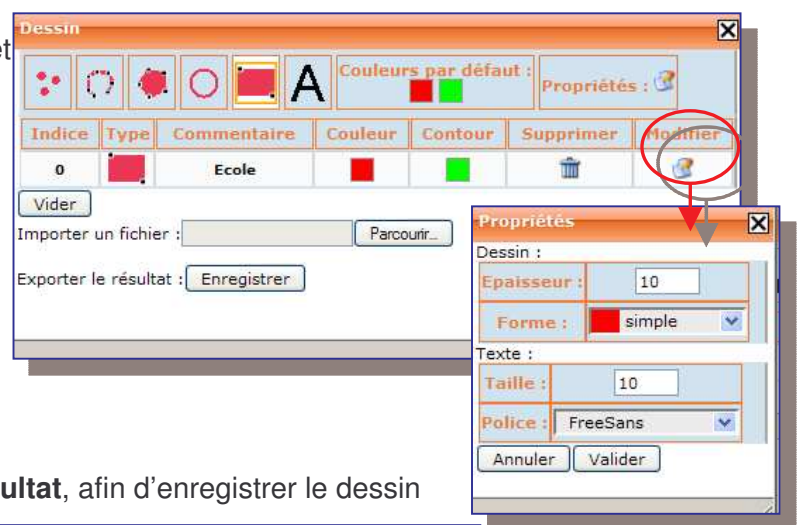 et
Dessin
A Couleurs par défaut : Propriétés :
Indice Type Commentaire Couleur Contour Supprimer Modifier
0 Ecole
Vider
Importer un fichier : Parcourir...
Exporter le résultat : Enregistrer
Propriétés
Dessin :
Epaisseur : 10
Forme : simple
Texte :
Taille : 10
Police : FreeSans
Annuler Valider
ultat, afin d'enregistrer le dessin